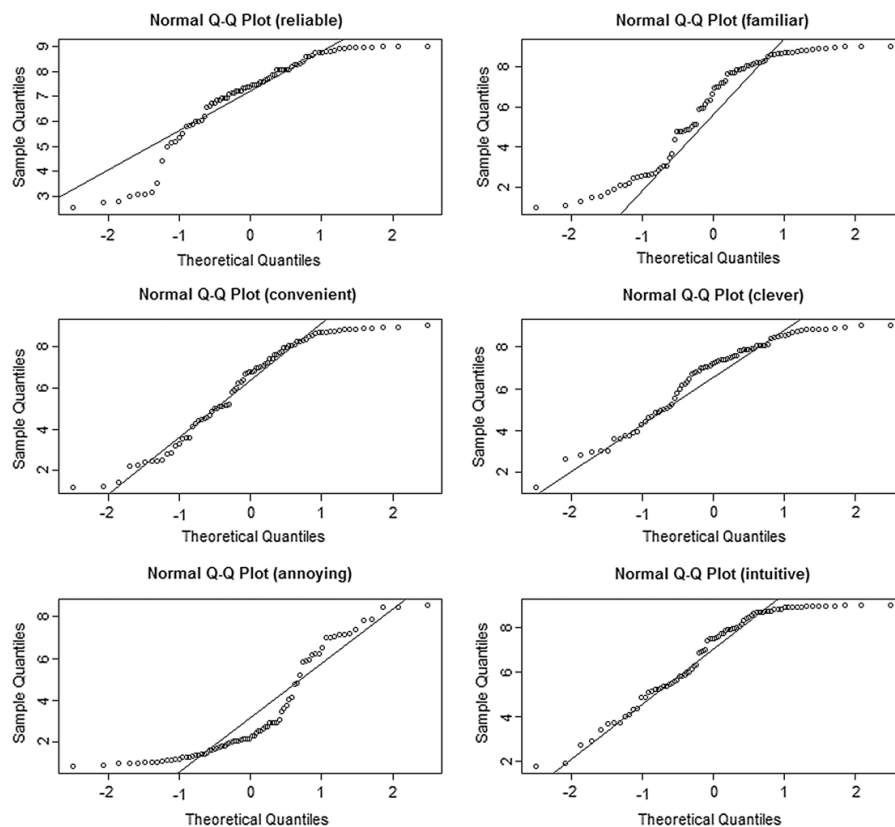 Normal Q-Q Plot (reliable)
Sample Quantiles
3 4 5 6 7 8 9
-2 -1 0 1 2
Theoretical Quantiles
Normal Q-Q Plot (familiar)
Sample Quantiles
2 4 6 8
-2 -1 0 1 2
Theoretical Quantiles
Normal Q-Q Plot (convenient)
Sample Quantiles
2 4 6 8
-2 -1 0 1 2
Theoretical Quantiles
Normal Q-Q Plot (clever)
Sample Quantiles
2 4 6 8
-2 -1 0 1 2
Theoretical Quantiles
Normal Q-Q Plot (annoying)
Sample Quantiles
2 4 6 8
-2 -1 0 1 2
Theoretical Quantiles
Normal Q-Q Plot (intuitive)
Sample Quantiles
2 4 6 8
-2 -1 0 1 2
Theoretical Quantiles